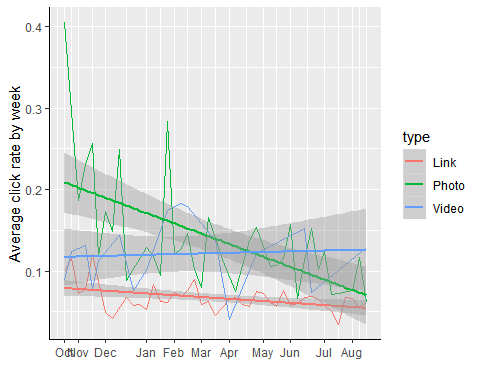 Average click rate by week
0.4
0.3
0.2
0.1
Oct Nov Dec Jan Feb Mar Apr May Jun Jul Aug
type
Link
Photo
Video